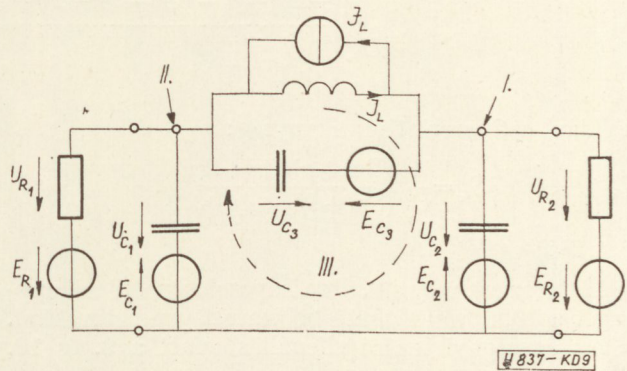 J_L
II.
I.
J_L
U_R1
U_C1
U_C3
E_C3
U_C2
U_R2
III.
E_R1
E_C1
E_C2
E_R2
U 837-KD9